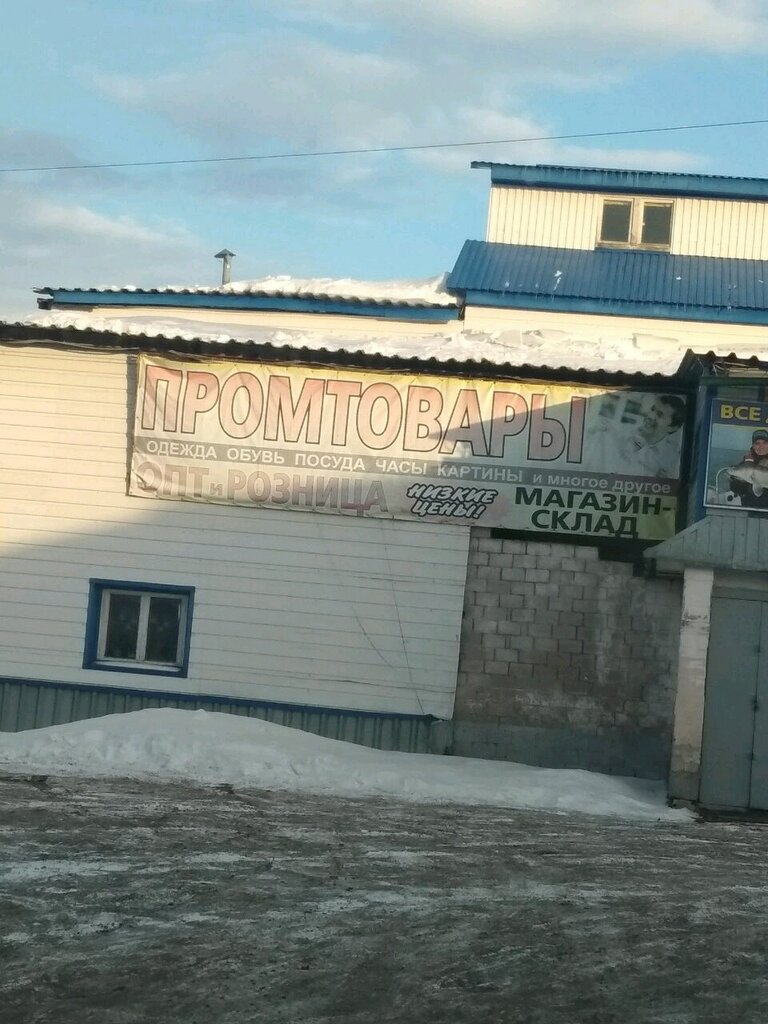 ПРОМТОВАРЫ
ОДЕЖДА ОБУВЬ ПОСУДА ЧАСЫ КАРТИНЫ и многое другое
ОПТ и РОЗНИЦА
НИЗКИЕ
ЦЕНЫ!
МАГАЗИН-
СКЛАД
ВСЕ